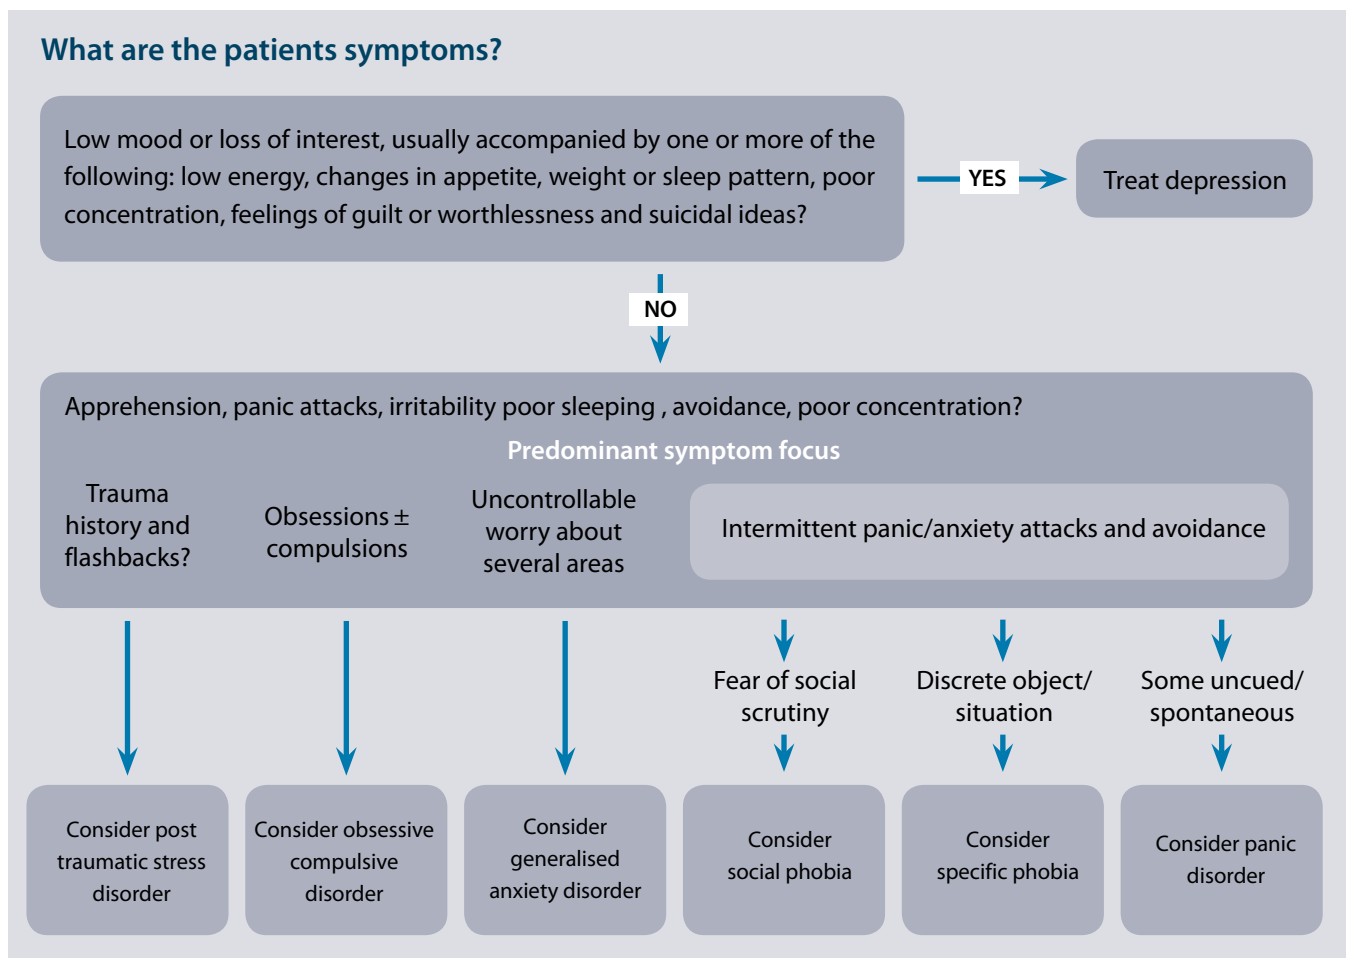 What are the patients symptoms?
Low mood or loss of interest, usually accompanied by one or more of the
following: low energy, changes in appetite, weight or sleep pattern, poor
concentration, feelings of guilt or worthlessness and suicidal ideas?
YES
Treat depression
NO
Apprehension, panic attacks, irritability poor sleeping , avoidance, poor concentration?
Predominant symptom focus
Trauma
history and
flashbacks?
Obsessions ±
compulsions
Uncontrollable
worry about
several areas
Intermittent panic/anxiety attacks and avoidance
Fear of social
scrutiny
Discrete object/
situation
Some uncued/
spontaneous
Consider post
traumatic stress
disorder
Consider obsessive
compulsive
disorder
Consider
generalised
anxiety disorder
Consider
social phobia
Consider
specific phobia
Consider panic
disorder